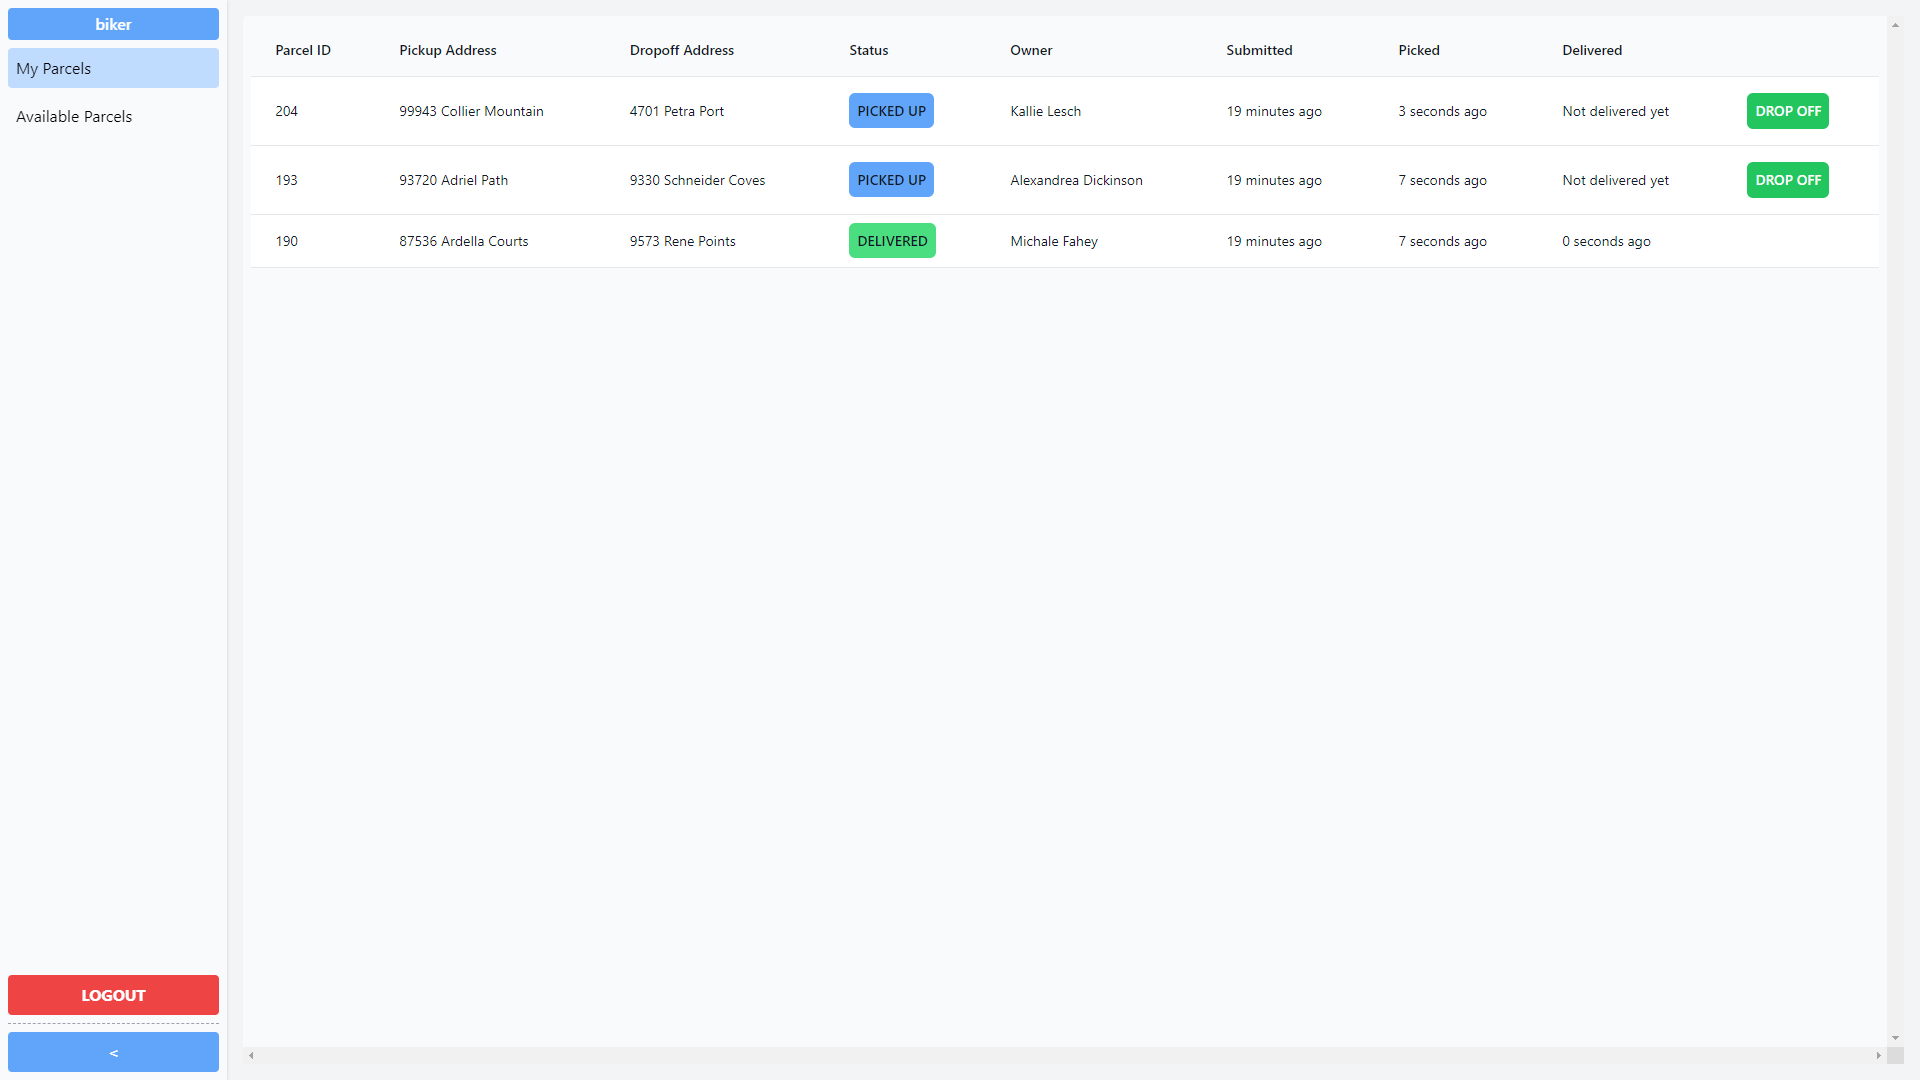 biker
My Parcels
Available Parcels
LOGOUT
<
Parcel ID Pickup Address Dropoff Address Status Owner Submitted Picked Delivered
204 99943 Collier Mountain 4701 Petra Port PICKED UP Kallie Lesch 19 minutes ago 3 seconds ago Not delivered yet DROP OFF
193 93720 Adriel Path 9330 Schneider Coves PICKED UP Alexandrea Dickinson 19 minutes ago 7 seconds ago Not delivered yet DROP OFF
190 87536 Ardella Courts 9573 Rene Points DELIVERED Michale Fahey 19 minutes ago 7 seconds ago 0 seconds ago